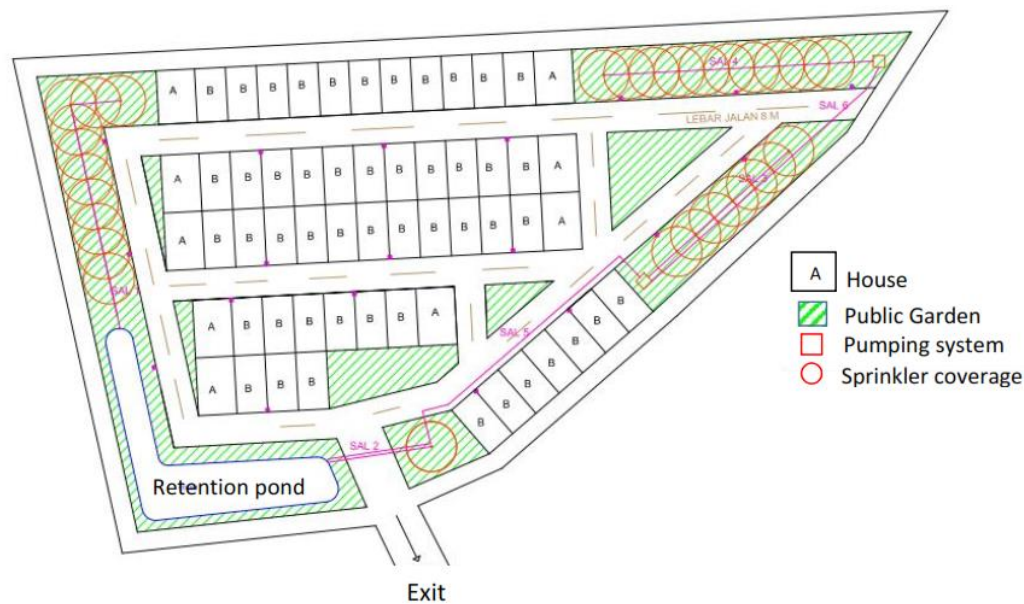 A B B B B B B B B B B B A
SAL 4
SAL 6
LEBAR JALAN 8 M
A B B B B B B B B B B B A
SAL 3
A B B B B B B B B B B B A
SAL
A B B B B B B A
SAL 5
A B B B
B
B
B
B
B
B
B
SAL 2
Retention pond
Exit
A House
Public Garden
Pumping system
Sprinkler coverage